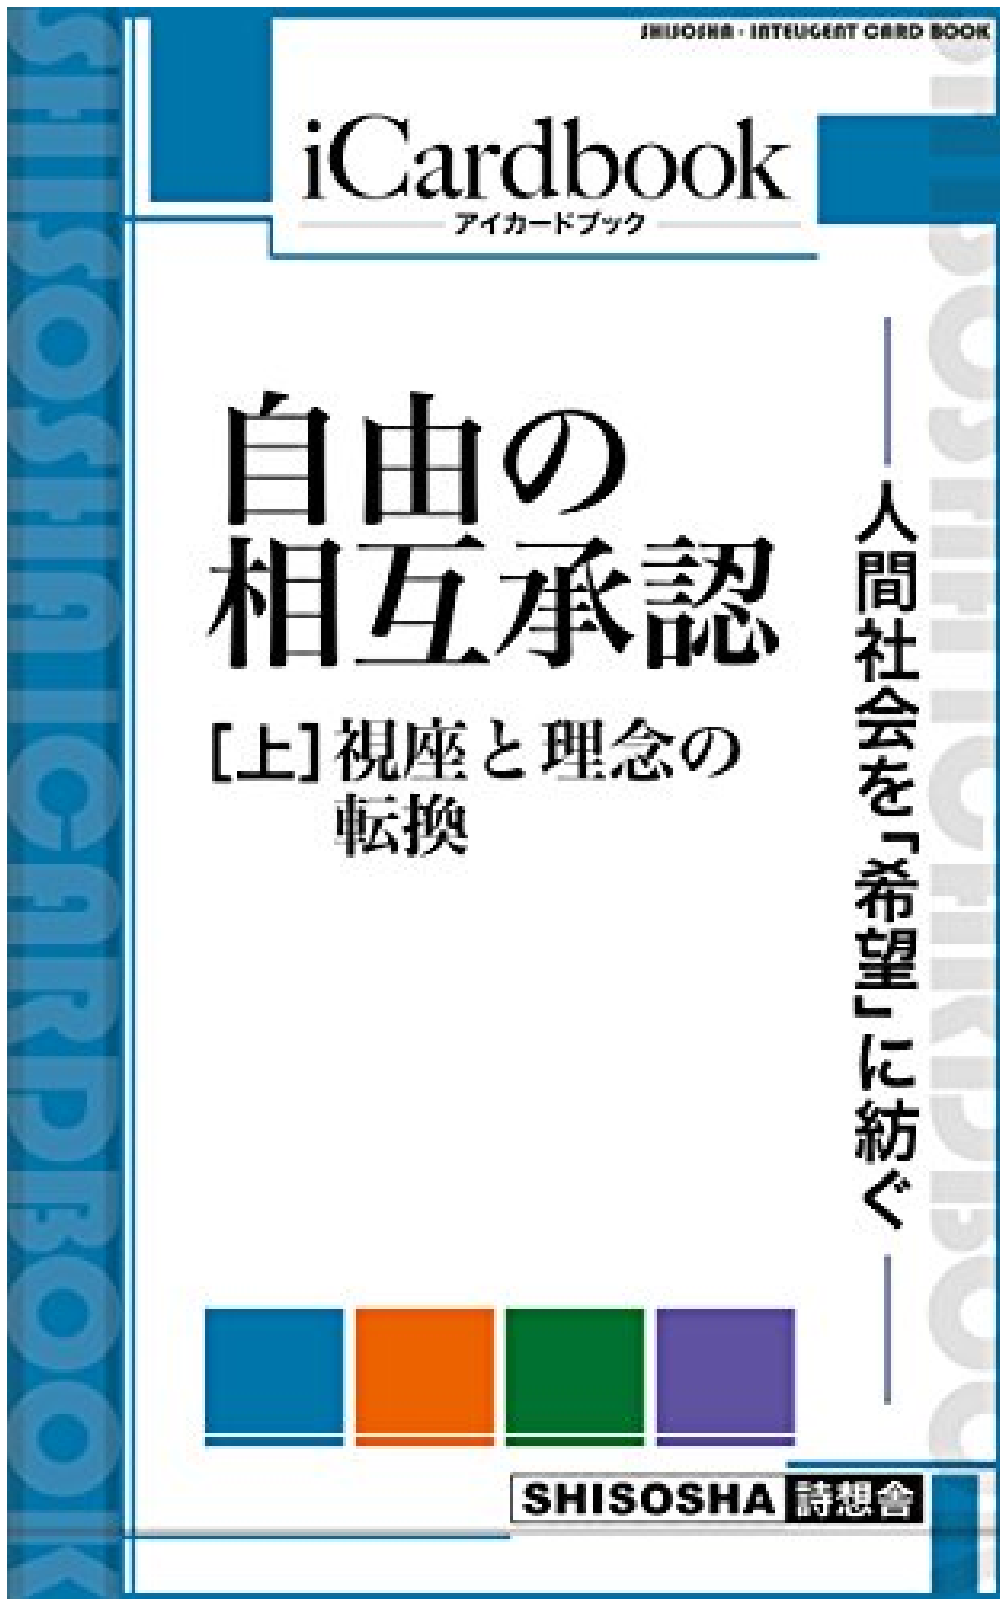 SHISOSHA · INTELIGENT CARD BOOK
iCardbook
アイカードブック
自由の
相互承認
[上] 視座と理念の
転換
人間社会を「希望」に紡ぐ
SHISOSHA 詩想舎
SHISOSHA ICARDBOOK